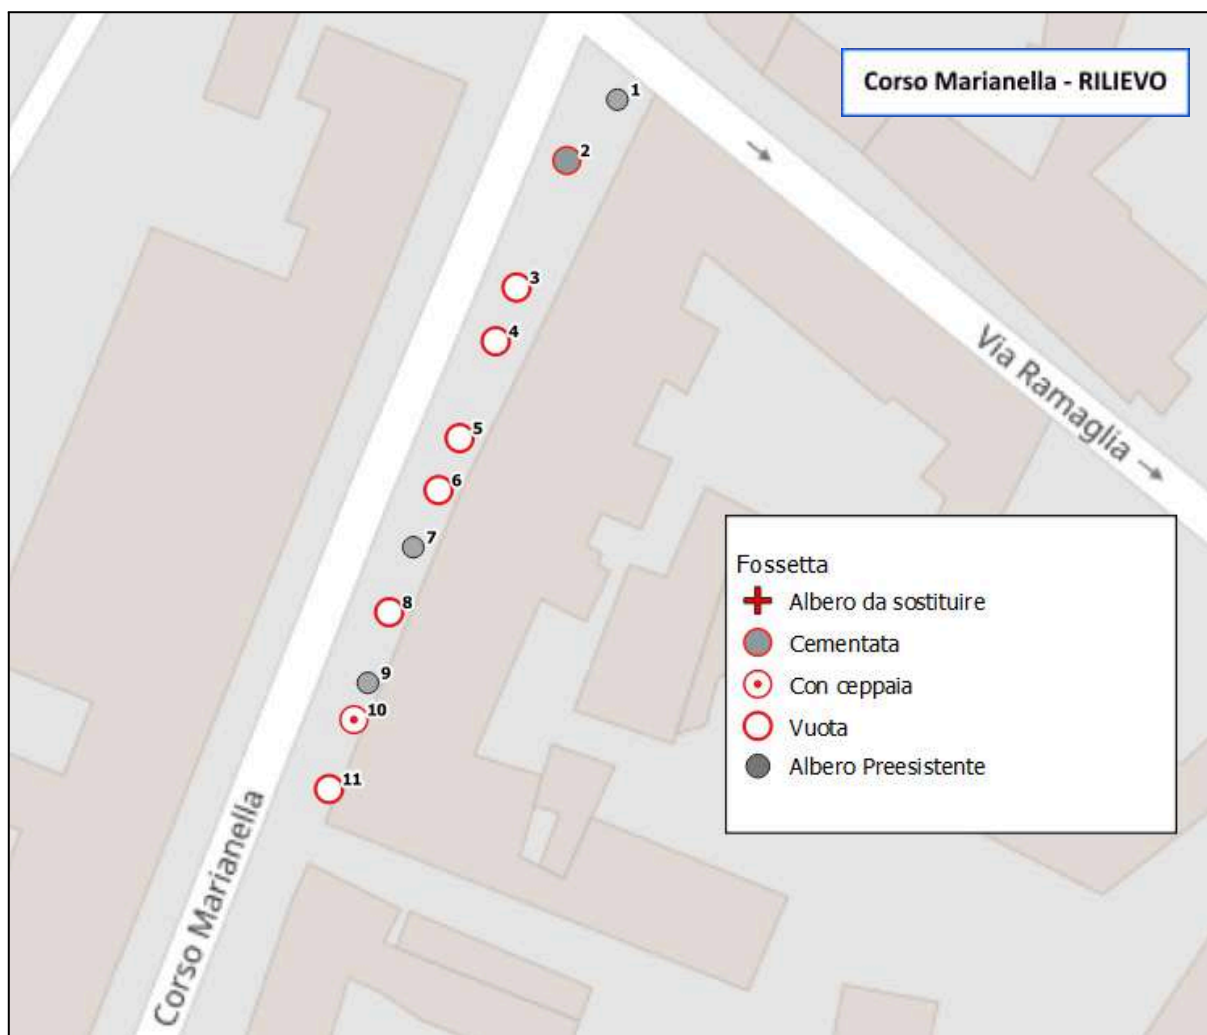 Corso Marianella - RILIEVO
1
2
3
4
5
6
7
8
9
10
11
Via Ramaglia
Corso Marianella
Fossetta
Albero da sostituire
Cementata
Con ceppaia
Vuota
Albero Preesistente